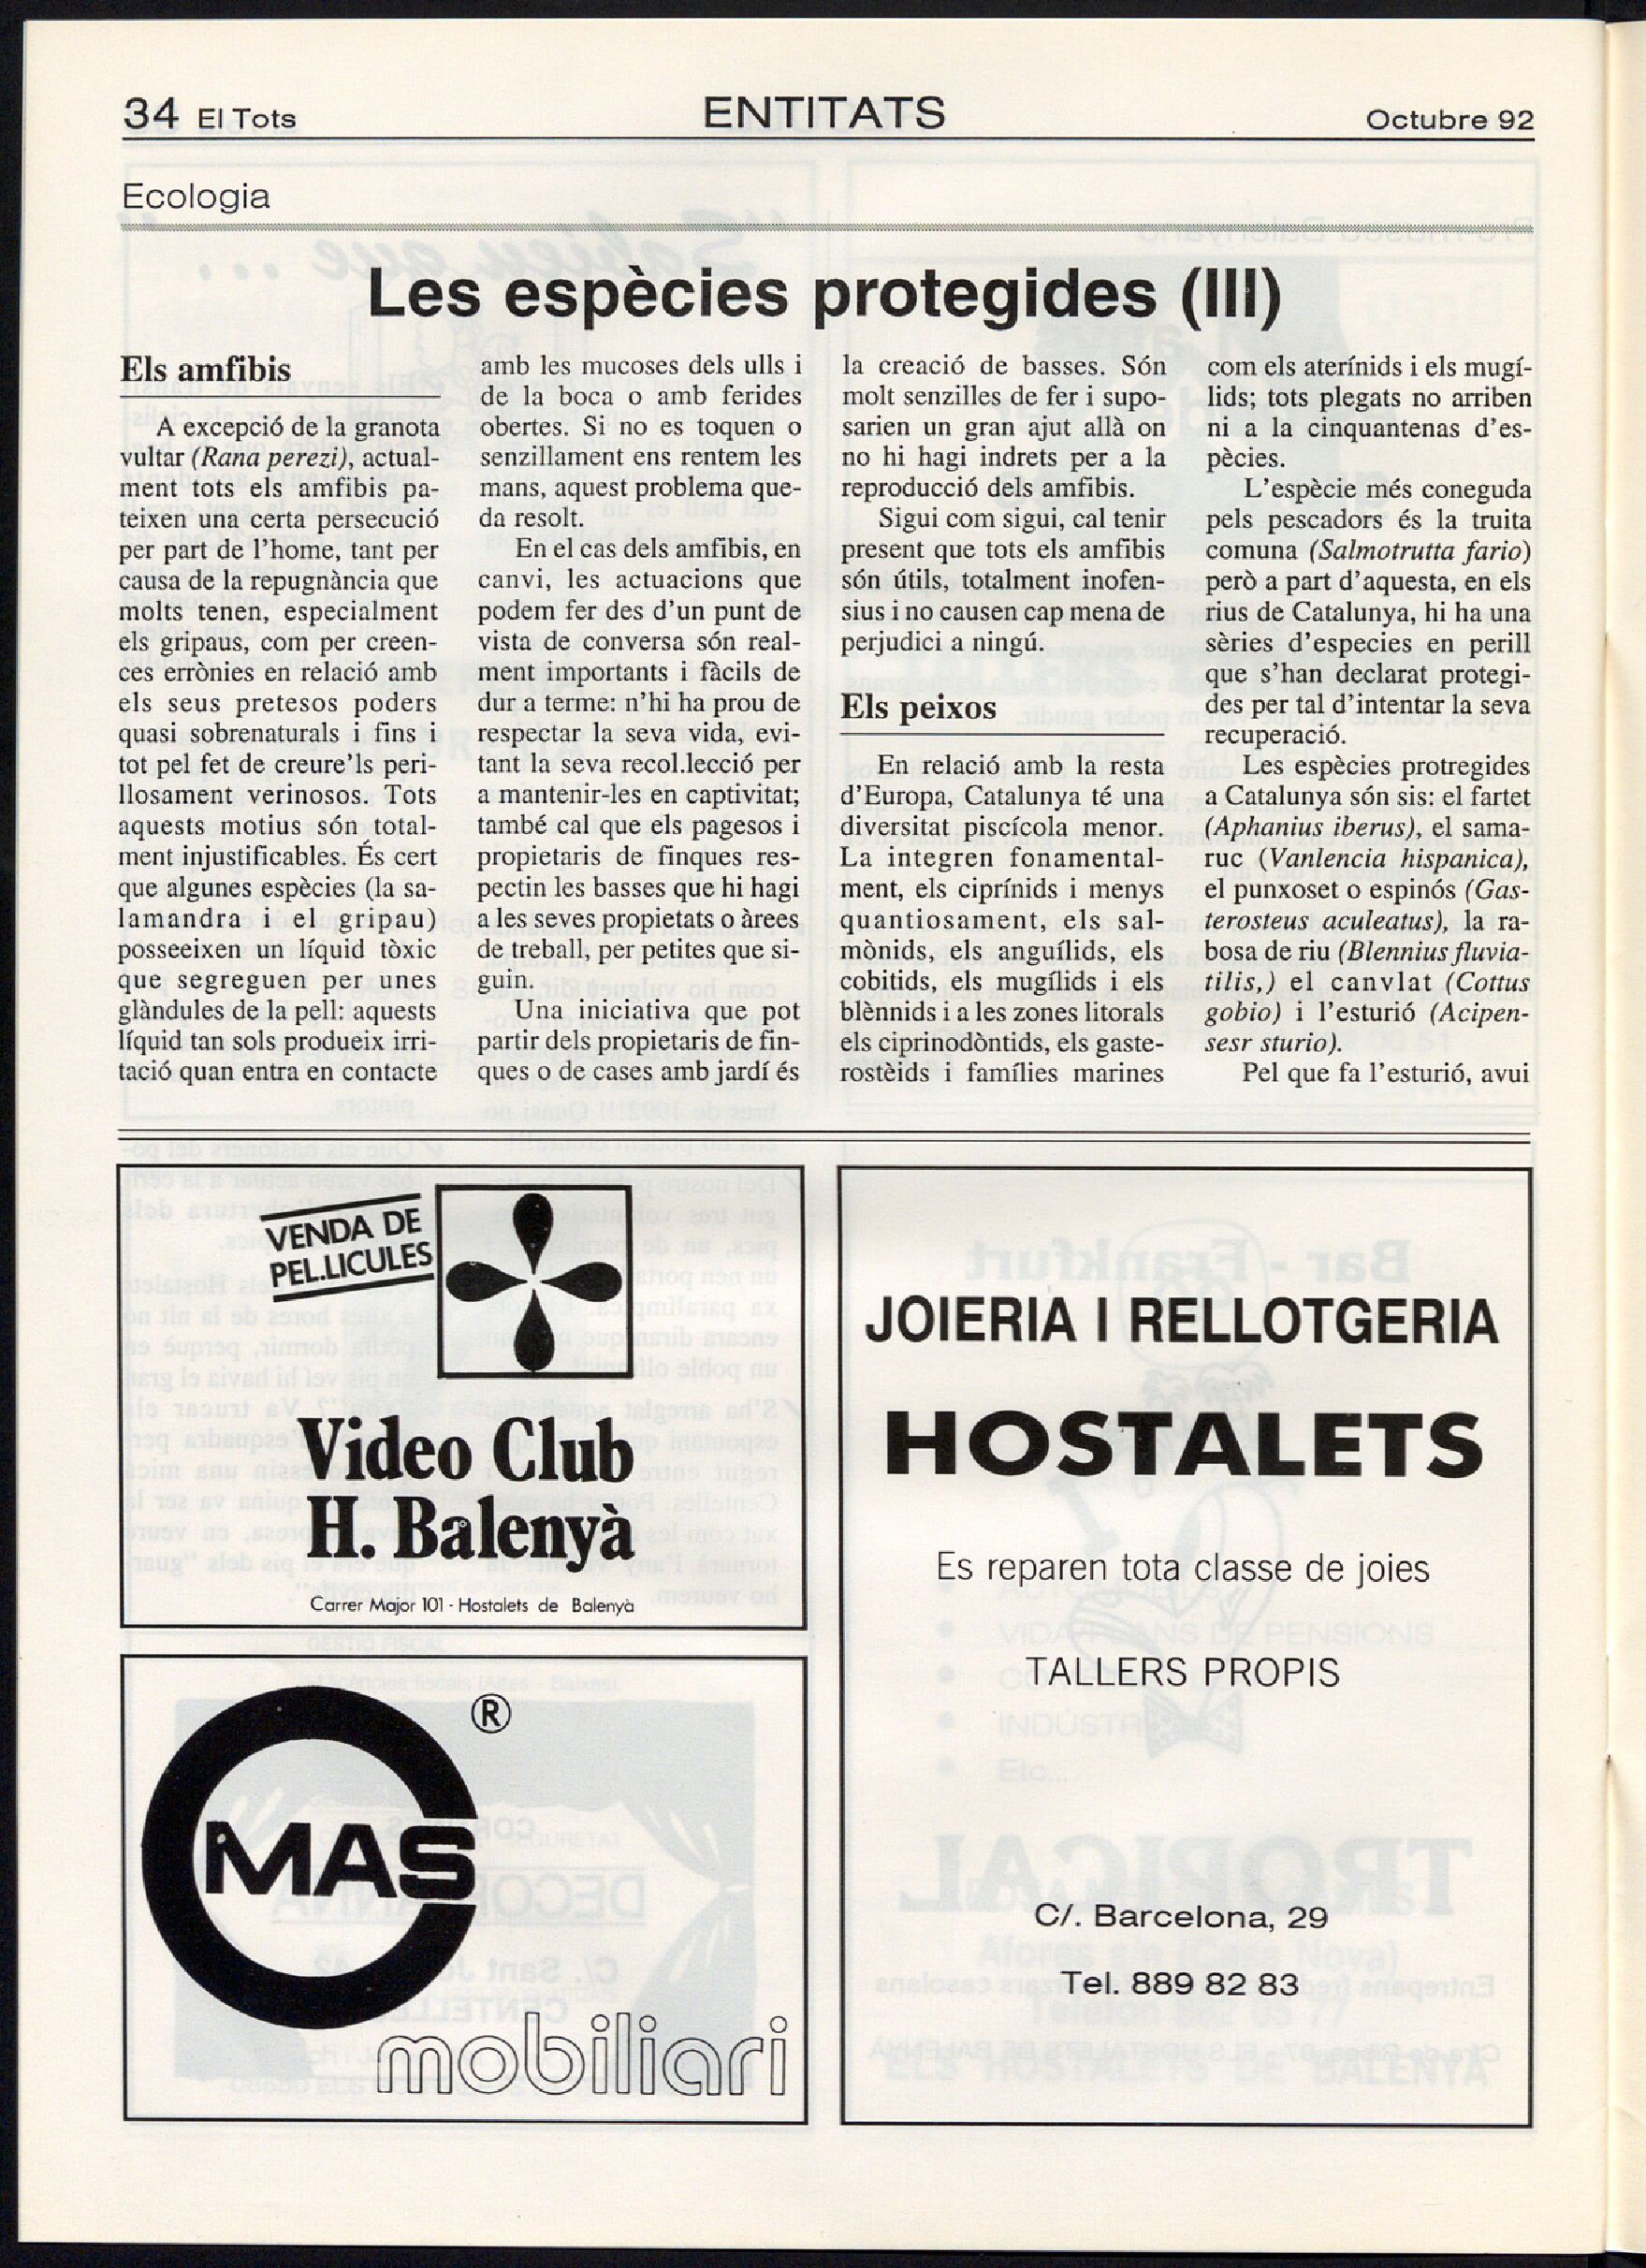 34 El Tots
ENTITATS
Octubre 92
Ecologia
Les espècies protegides (III)
Els amfibis
A excepció de la granota
vultar (Rana perezi), actual-
ment tots els amfibis pa-
teixen una certa persecució
per part de l'home, tant per
causa de la repugnància que
molts tenen, especialment
els gripaus, com per creen-
ces errònies en relació amb
els seus pretesos poders
quasi sobrenaturals i fins i
tot pel fet de creure'ls peri-
llosament verinosos. Tots
aquests motius són total-
ment injustificables. És cert
que algunes espècies (la sa-
lamandra i el gripau)
posseeixen un líquid tòxic
que segreguen per unes
glàndules de la pell: aquests
líquid tan sols produeix irri-
tació quan entra en contacte
amb les mucoses dels ulls i
de la boca o amb ferides
obertes. Si no es toquen o
senzillament ens rentem les
mans, aquest problema que-
da resolt.
En el cas dels amfibis, en
canvi, les actuacions que
podem fer des d'un punt de
vista de conversa són real-
ment importants i fàcils de
dur a terme: n'hi ha prou de
respectar la seva vida, evi-
tant la seva recol.lecció per
a mantenir-les en captivitat;
també cal que els pagesos i
propietaris de finques res-
pectin les basses que hi hagi
a les seves propietats o àrees
de treball, per petites que si-
guin.
Una iniciativa que pot
partir dels propietaris de fin-
ques o de cases amb jardí és
la creació de basses. Són
molt senzilles de fer i supo-
sarien un gran ajut allà on
no hi hagi indrets per a la
reproducció dels amfibis.
Sigui com sigui, cal tenir
present que tots els amfibis
són útils, totalment inofen-
sius i no causen cap mena de
perjudici a ningú.
Els peixos
En relació amb la resta
d'Europa, Catalunya té una
diversitat piscícola menor.
La integren fonamental-
ment, els ciprínids i menys
quantiosament, els sal-
mònids, els anguílids, els
cobitids, els mugílids i els
blènnids i a les zones litorals
els ciprinodòntids, els gaste-
rostèids i famílies marines
com els aterínids i els mugí-
lids; tots plegats no arriben
ni a la cinquantenas d'es-
pècies.
L'espècie més coneguda
pels pescadors és la truita
comuna (Salmotrutta fario)
però a part d'aquesta, en els
rius de Catalunya, hi ha una
sèries d'especies en perill
que s'han declarat protegi-
des per tal d'intentar la seva
recuperació.
Les espècies protregides
a Catalunya són sis: el fartet
(Aphanius iberus), el sama-
ruc (Vanlencia hispanica),
el punxoset o espinós (Gas-
terosteus aculeatus), la ra-
bosa de riu (Blennius fluvia-
tilis,) el canvlat (Cottus
gobio) i l'esturió (Acipen-
sesr sturio).
Pel que fa l'esturió, avui
VENDA DE
PEL.LICULES
Video Club
H. Balenyà
Carrer Major 101 - Hostalets de Balenyà
®
MAS
mobiliari
JOIERIA I RELLOTGERIA
HOSTALETS
Es reparen tota classe de joies
TALLERS PROPIS
C/. Barcelona, 29
Tel. 889 82 83